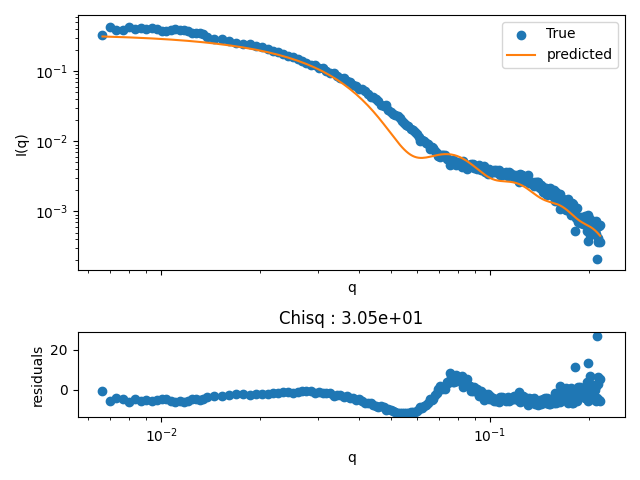 True
predicted
I(q)
10⁻¹
10⁻²
10⁻³
q
Chisq : 3.05e+01
residuals
20
0
10⁻²
10⁻¹
q